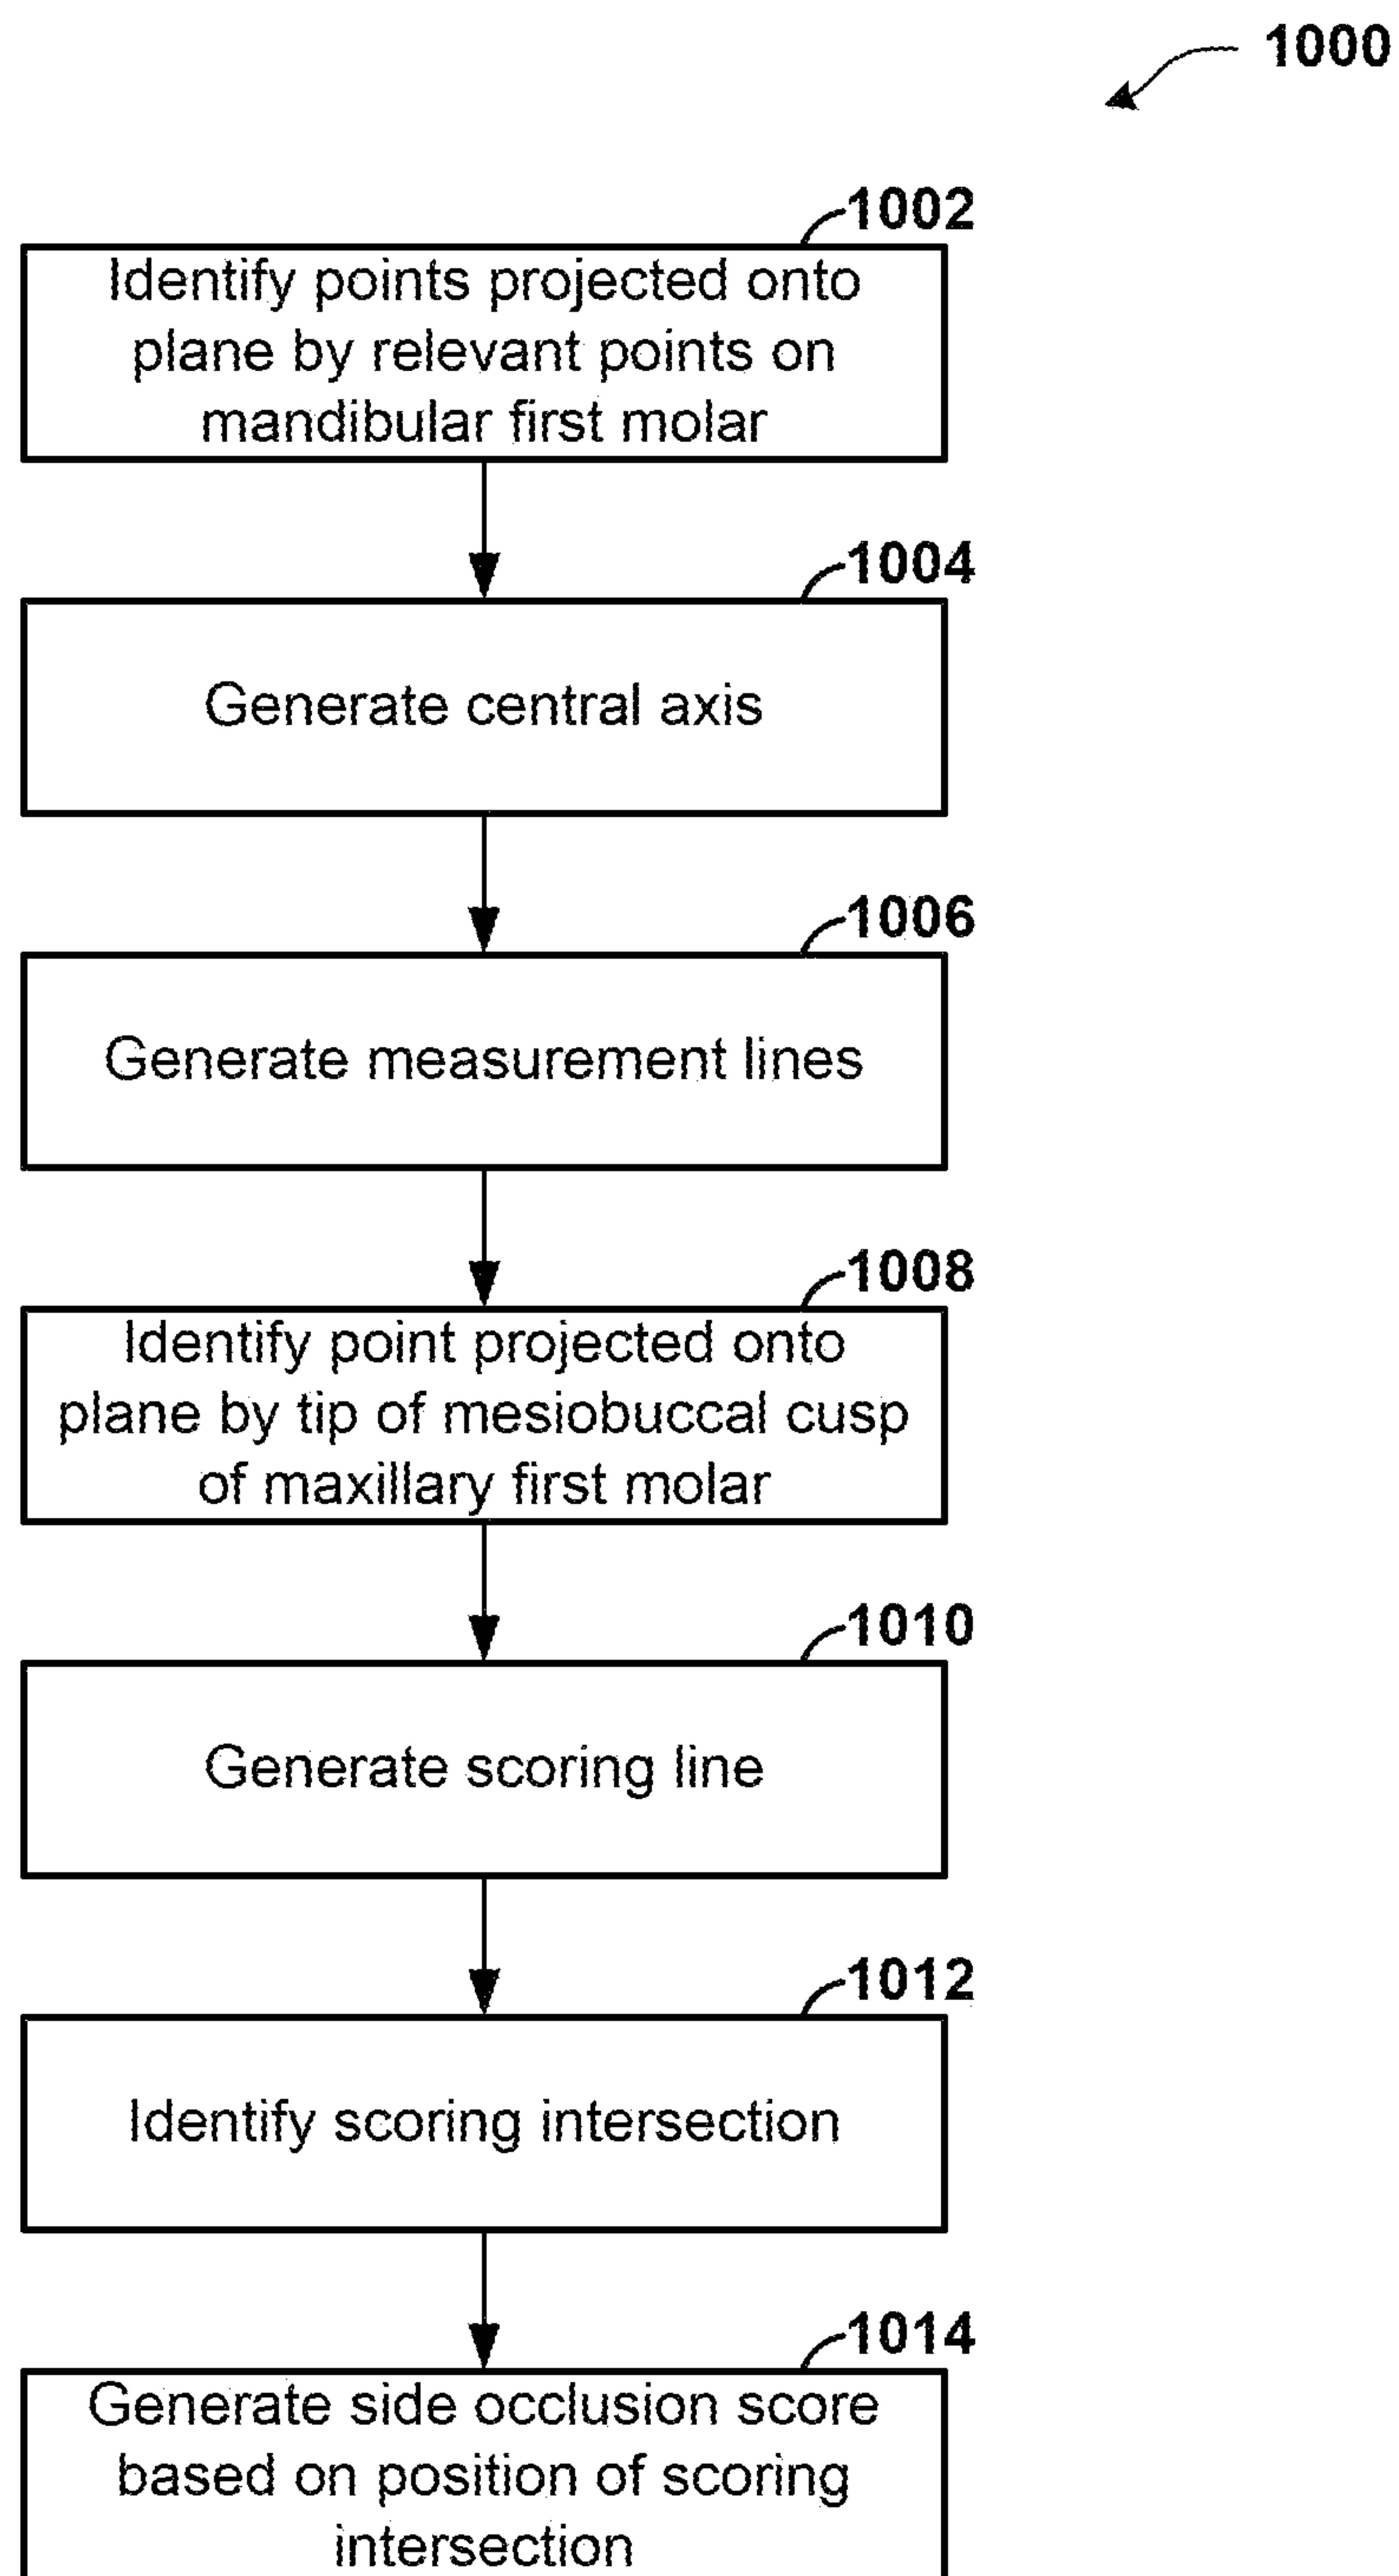 1000
1002
Identify points projected onto
plane by relevant points on
mandibular first molar
1004
Generate central axis
1006
Generate measurement lines
1008
Identify point projected onto
plane by tip of mesiobuccal cusp
of maxillary first molar
1010
Generate scoring line
1012
Identify scoring intersection
1014
Generate side occlusion score
based on position of scoring
intersection